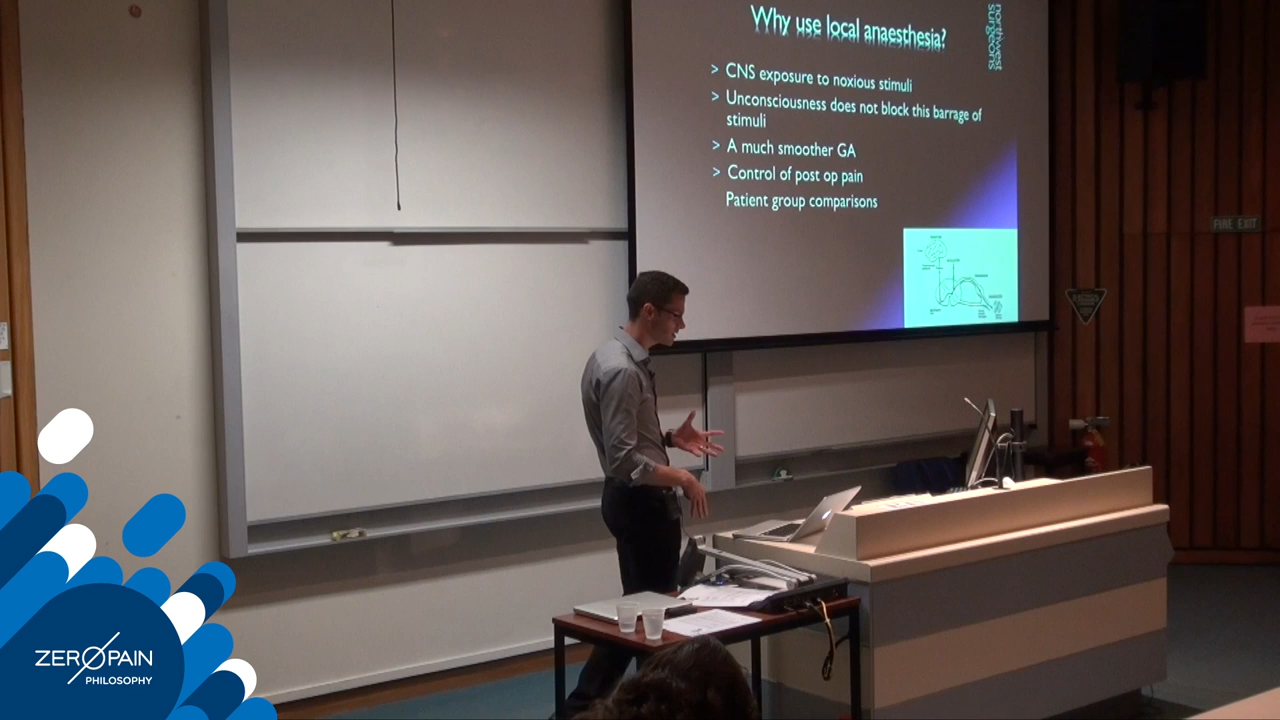 Why use local anaesthesia?
northwest
surgeons
> CNS exposure to noxious stimuli
> Unconsciousness does not block this barrage of
stimuli
> A much smoother GA
> Control of post op pain
Patient group comparisons
FIRE EXIT
ZERO PAIN
PHILOSOPHY